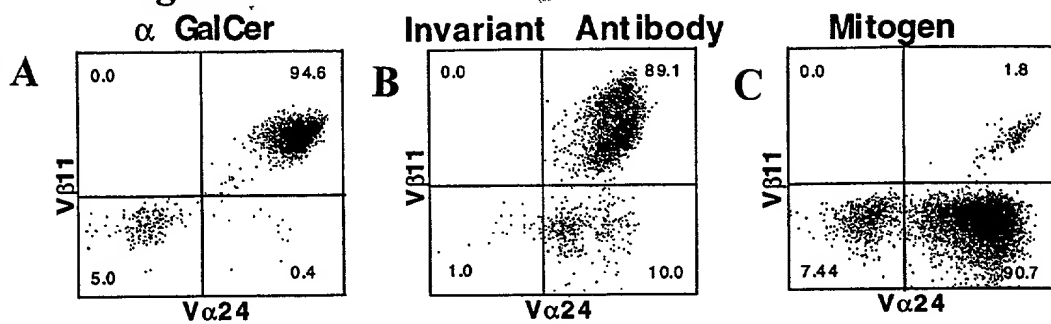 α GalCer
Invariant Antibody
Mitogen
A
0.0
94.6
5.0
0.4
Vβ11
Vα24
B
0.0
89.1
1.0
10.0
Vβ11
Vα24
C
0.0
1.8
7.44
90.7
Vβ11
Vα24